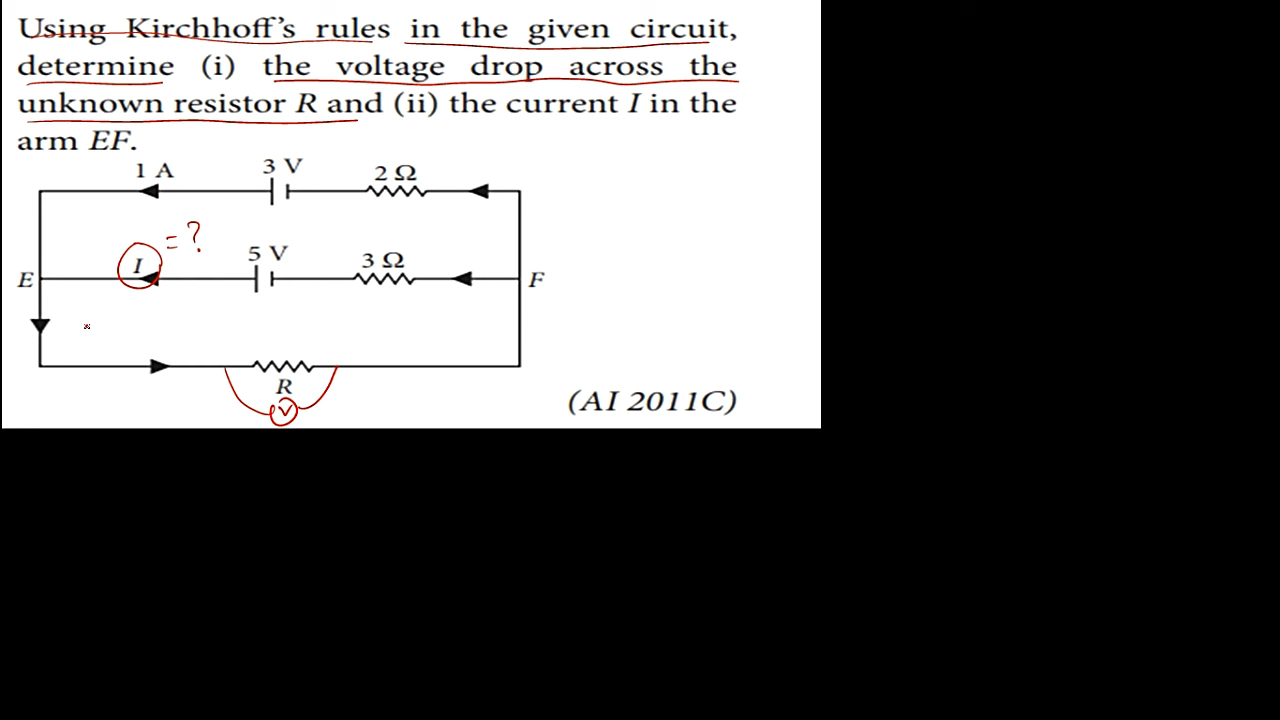 Using Kirchhoff's rules in the given circuit,
determine (i) the voltage drop across the
unknown resistor R and (ii) the current I in the
arm EF.
1 A 3 V 2 Ω
= ?
I 5 V 3 Ω
E F
R
V
(AI 2011C)